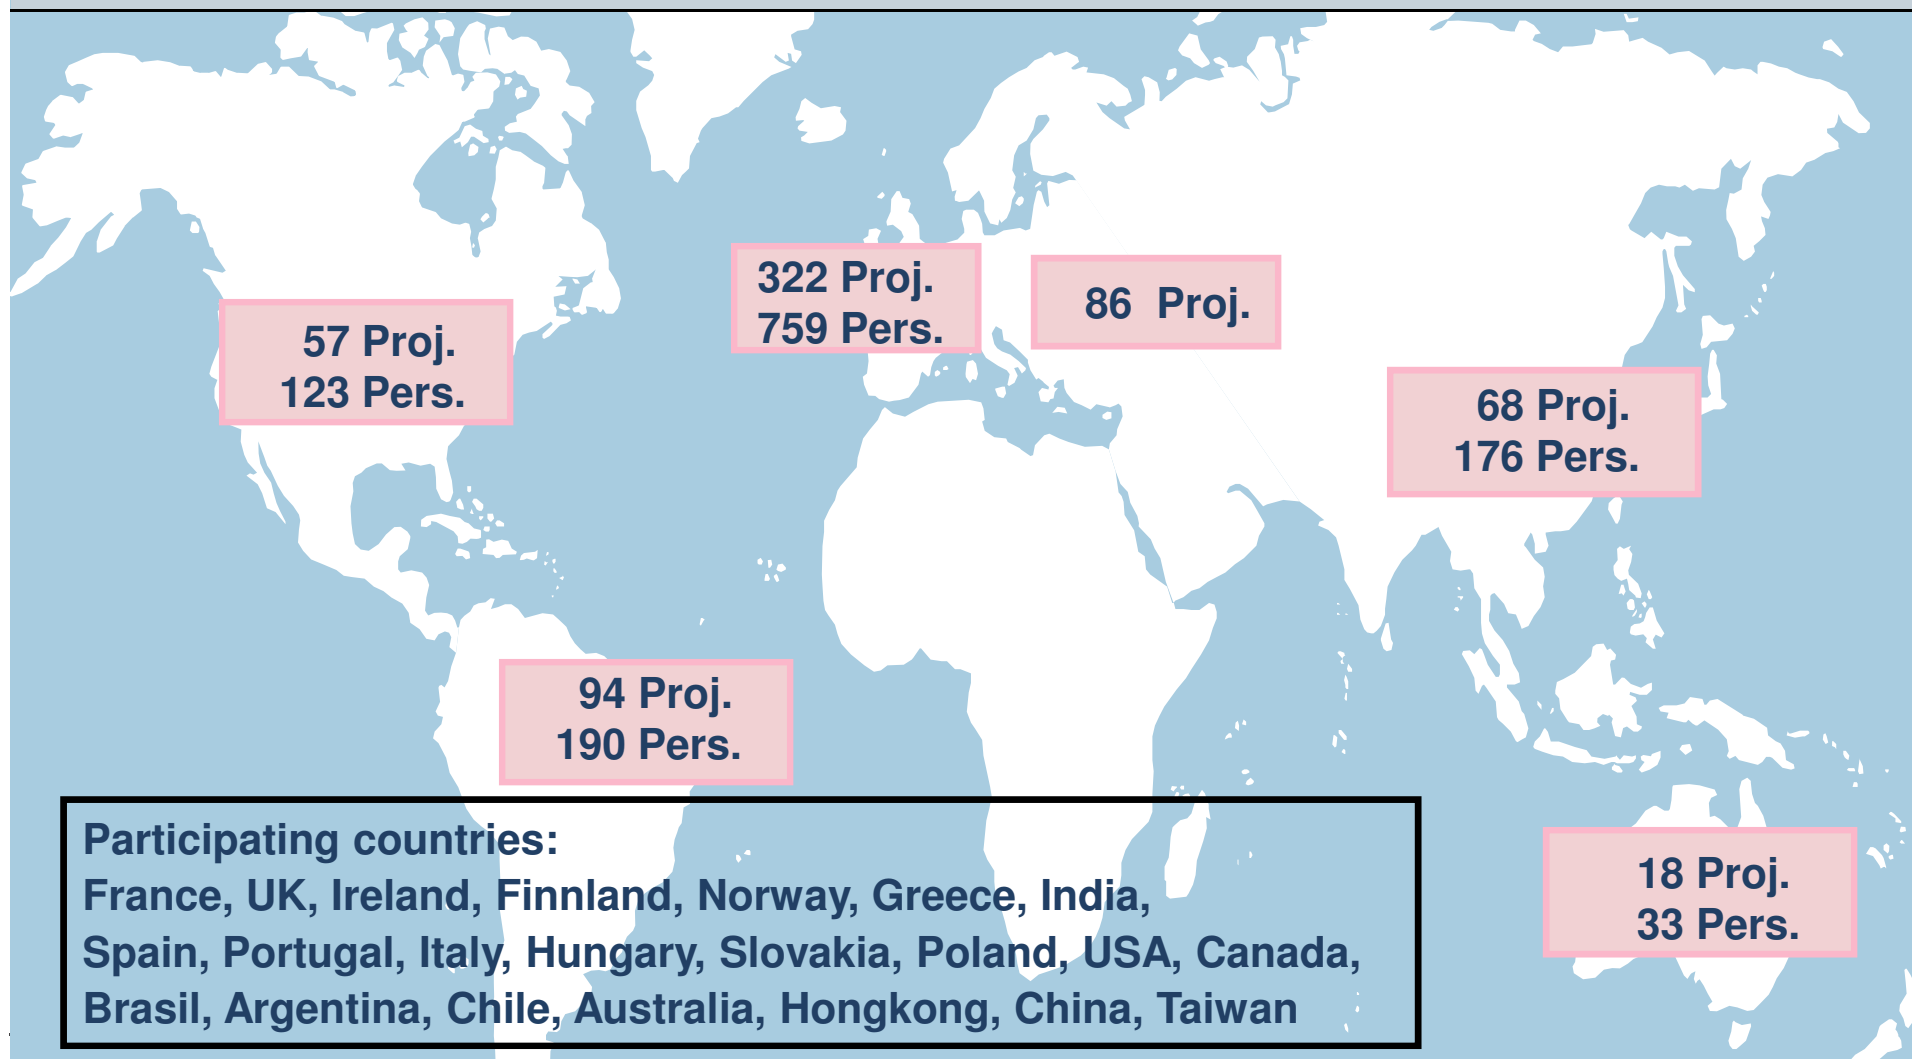 322 Proj.
759 Pers.
86 Proj.
57 Proj.
123 Pers.
68 Proj.
176 Pers.
94 Proj.
190 Pers.
18 Proj.
33 Pers.
Participating countries:
France, UK, Ireland, Finnland, Norway, Greece, India,
Spain, Portugal, Italy, Hungary, Slovakia, Poland, USA, Canada,
Brasil, Argentina, Chile, Australia, Hongkong, China, Taiwan